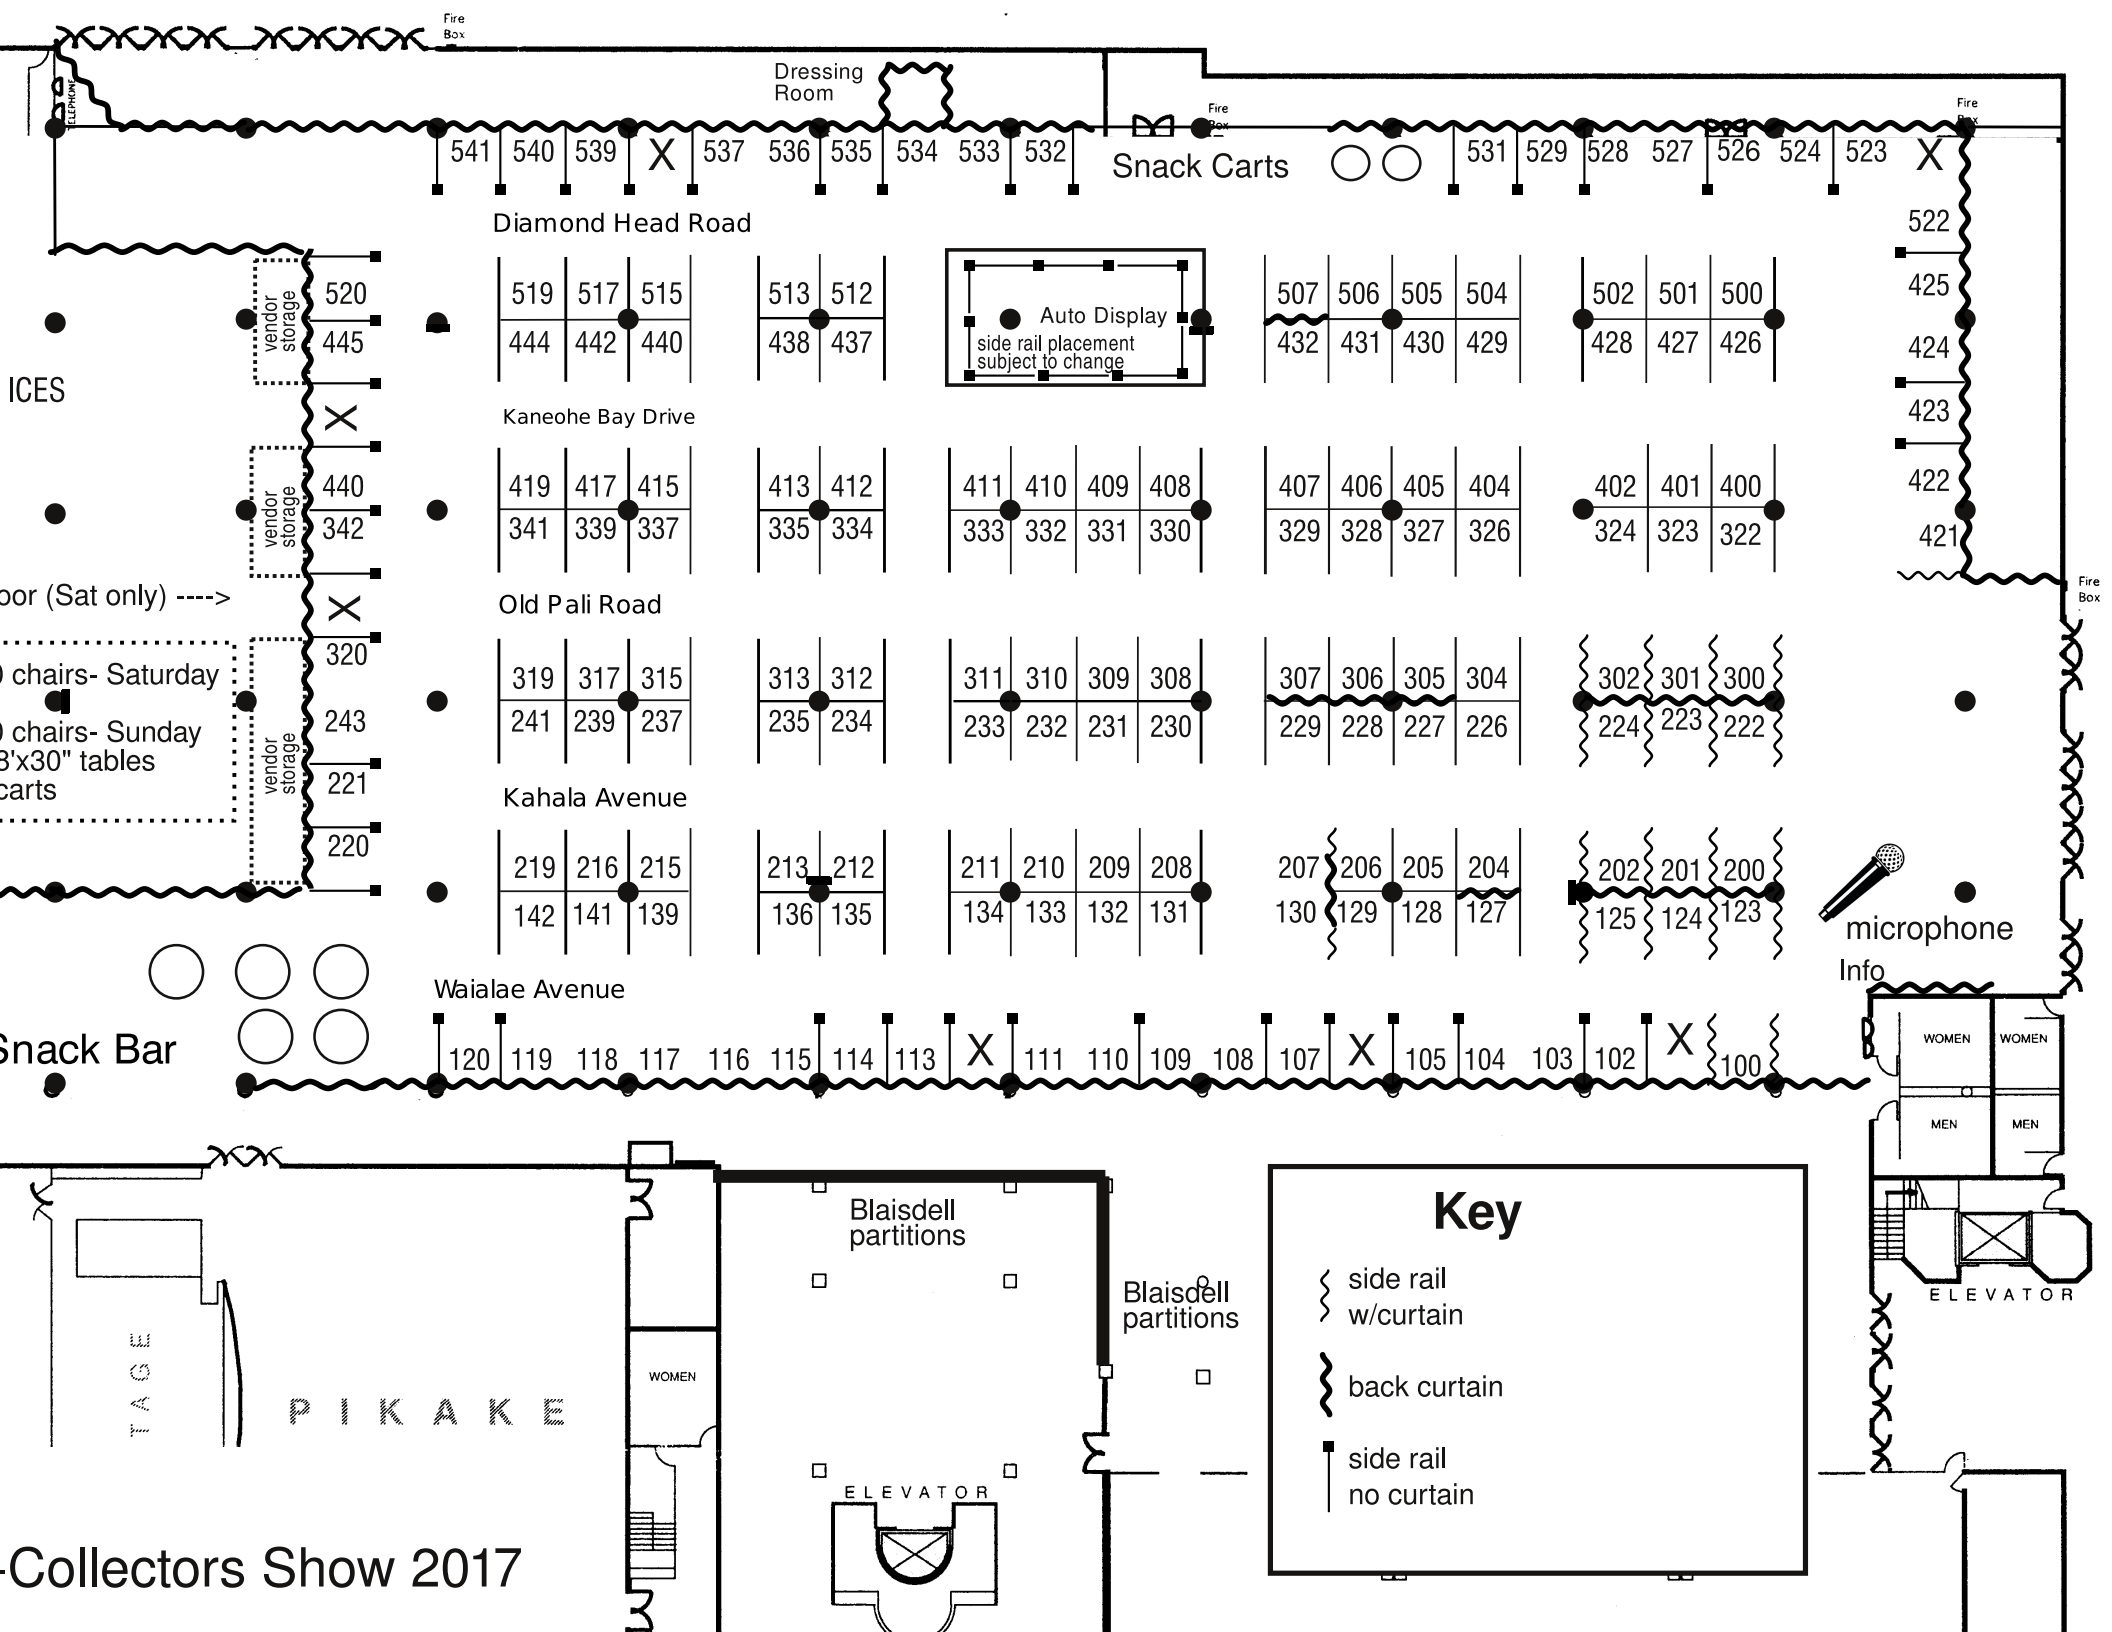 Fire
Box
Dressing
Room
TELEPHONE
Fire
Box
Fire
Box
541 540 539 X 537 536 535 534 533 532
Snack Carts
531 529 528 527 526 524 523 X
Diamond Head Road
522
425
424
423
422
421
vendor
storage
520
445
519 517 515 513 512
444 442 440 438 437
Auto Display
side rail placement
subject to change
507 506 505 504 502 501 500
432 431 430 429 428 427 426
ICES
X
Kaneohe Bay Drive
vendor
storage
440
342
419 417 415 413 412 411 410 409 408 407 406 405 404 402 401 400
341 339 337 335 334 333 332 331 330 329 328 327 326 324 323 322
oor (Sat only) ---->
X
Old Pali Road
Fire
Box
320
0 chairs- Saturday
0 chairs- Sunday
8'x30" tables
carts
vendor
storage
243
221
220
319 317 315 313 312 311 310 309 308 307 306 305 304 302 301 300
241 239 237 235 234 233 232 231 230 229 228 227 226 224 223 222
Kahala Avenue
219 216 215 213 212 211 210 209 208 207 206 205 204 202 201 200
142 141 139 136 135 134 133 132 131 130 129 128 127 125 124 123
microphone
Info
Waialae Avenue
Snack Bar
120 119 118 117 116 115 114 113 X 111 110 109 108 107 X 105 104 103 102 X 100
WOMEN WOMEN
MEN MEN
ELEVATOR
Blaisdell
partitions
Blaisdell
partitions
Key
side rail
w/curtain
back curtain
side rail
no curtain
TAGE
PIKAKE
WOMEN
ELEVATOR
-Collectors Show 2017